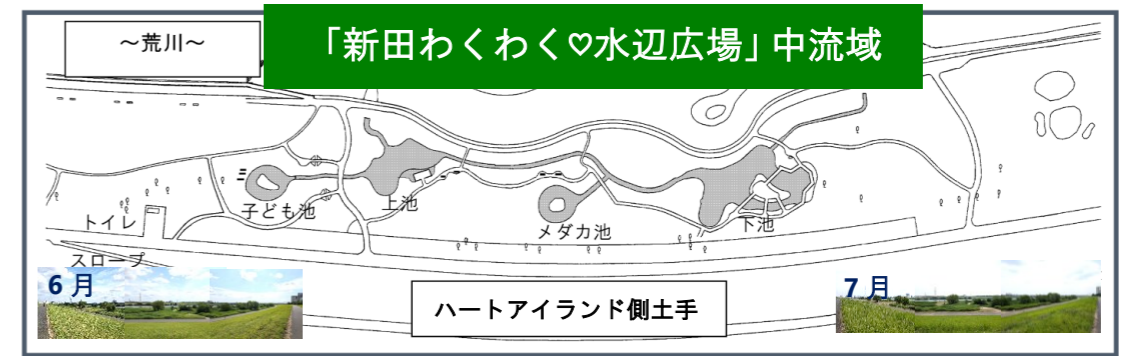 ~荒川~
「新田わくわく♡水辺広場」中流域
子ども池
上池
メダカ池
下池
トイレ
スロープ
6月
7月
ハートアイランド側土手